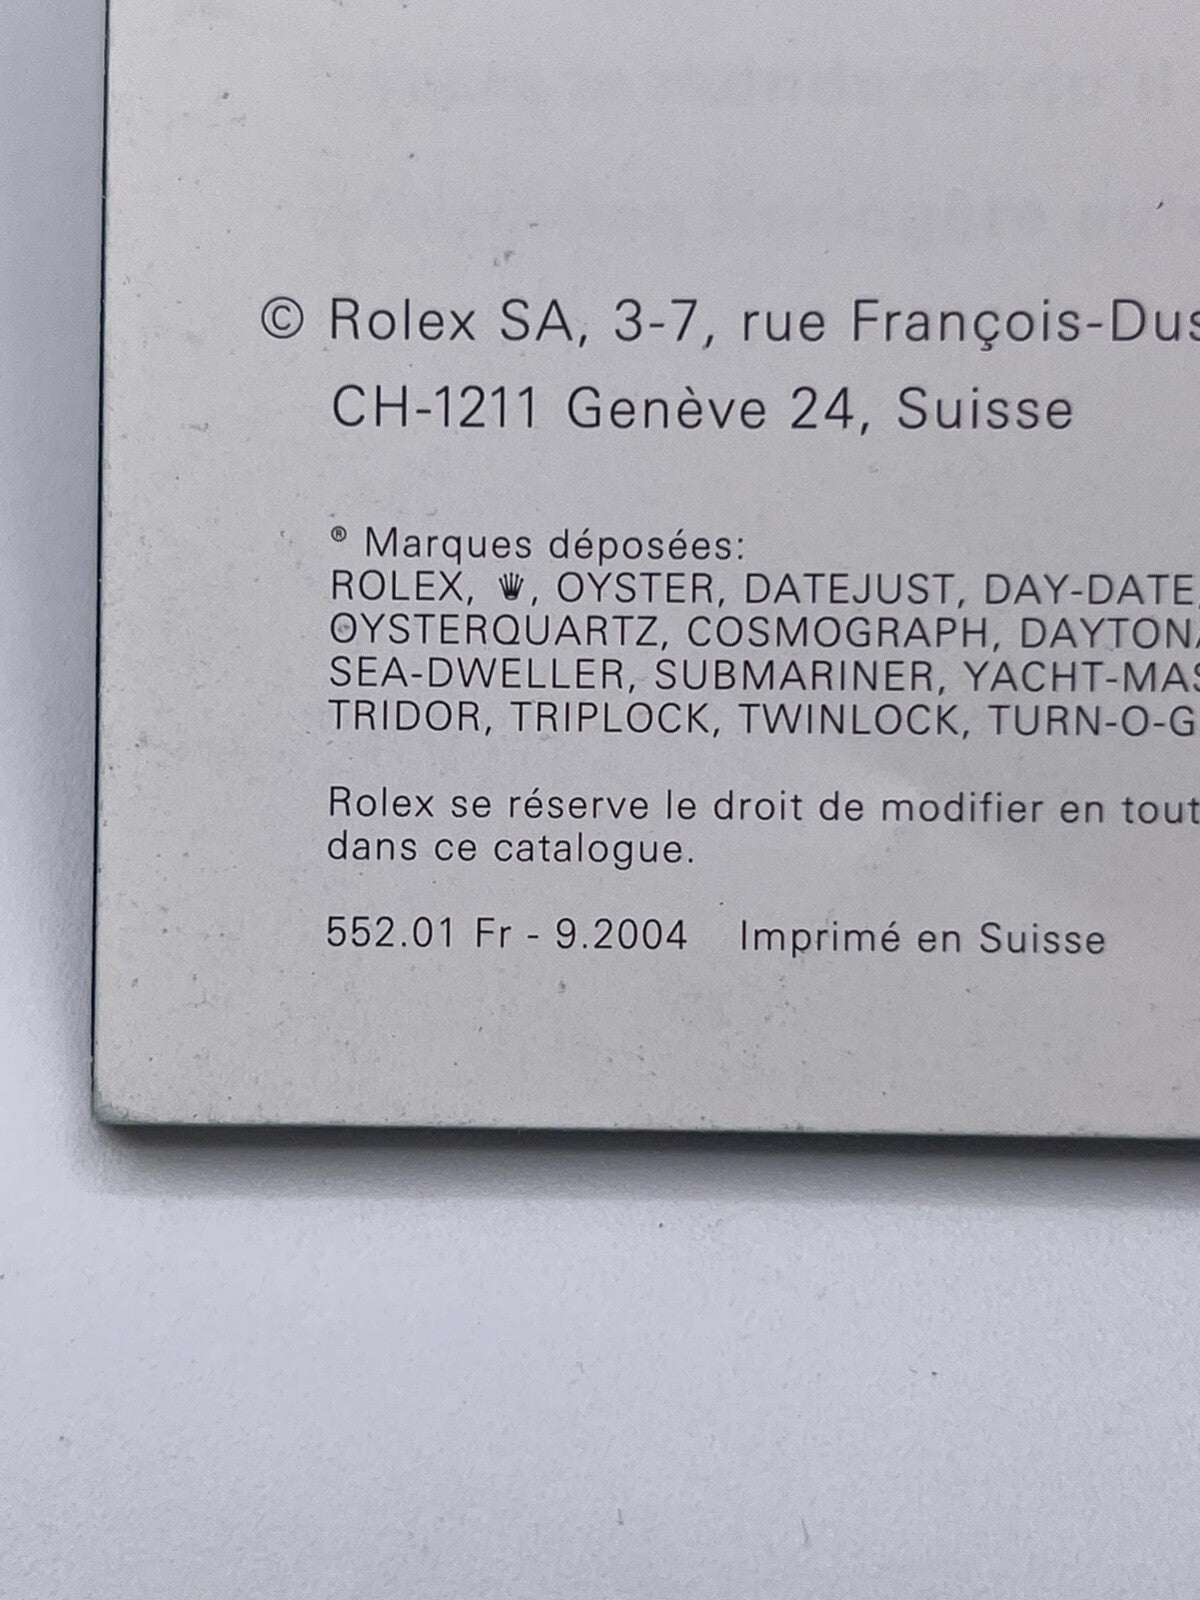 © Rolex SA, 3-7, rue François-Dus
CH-1211 Genève 24, Suisse
® Marques déposées:
ROLEX, , OYSTER, DATEJUST, DAY-DATE,
OYSTERQUARTZ, COSMOGRAPH, DAYTONA
SEA-DWELLER, SUBMARINER, YACHT-MAS
TRIDOR, TRIPLOCK, TWINLOCK, TURN-O-G
Rolex se réserve le droit de modifier en tout
dans ce catalogue.
552.01 Fr - 9.2004 Imprimé en Suisse